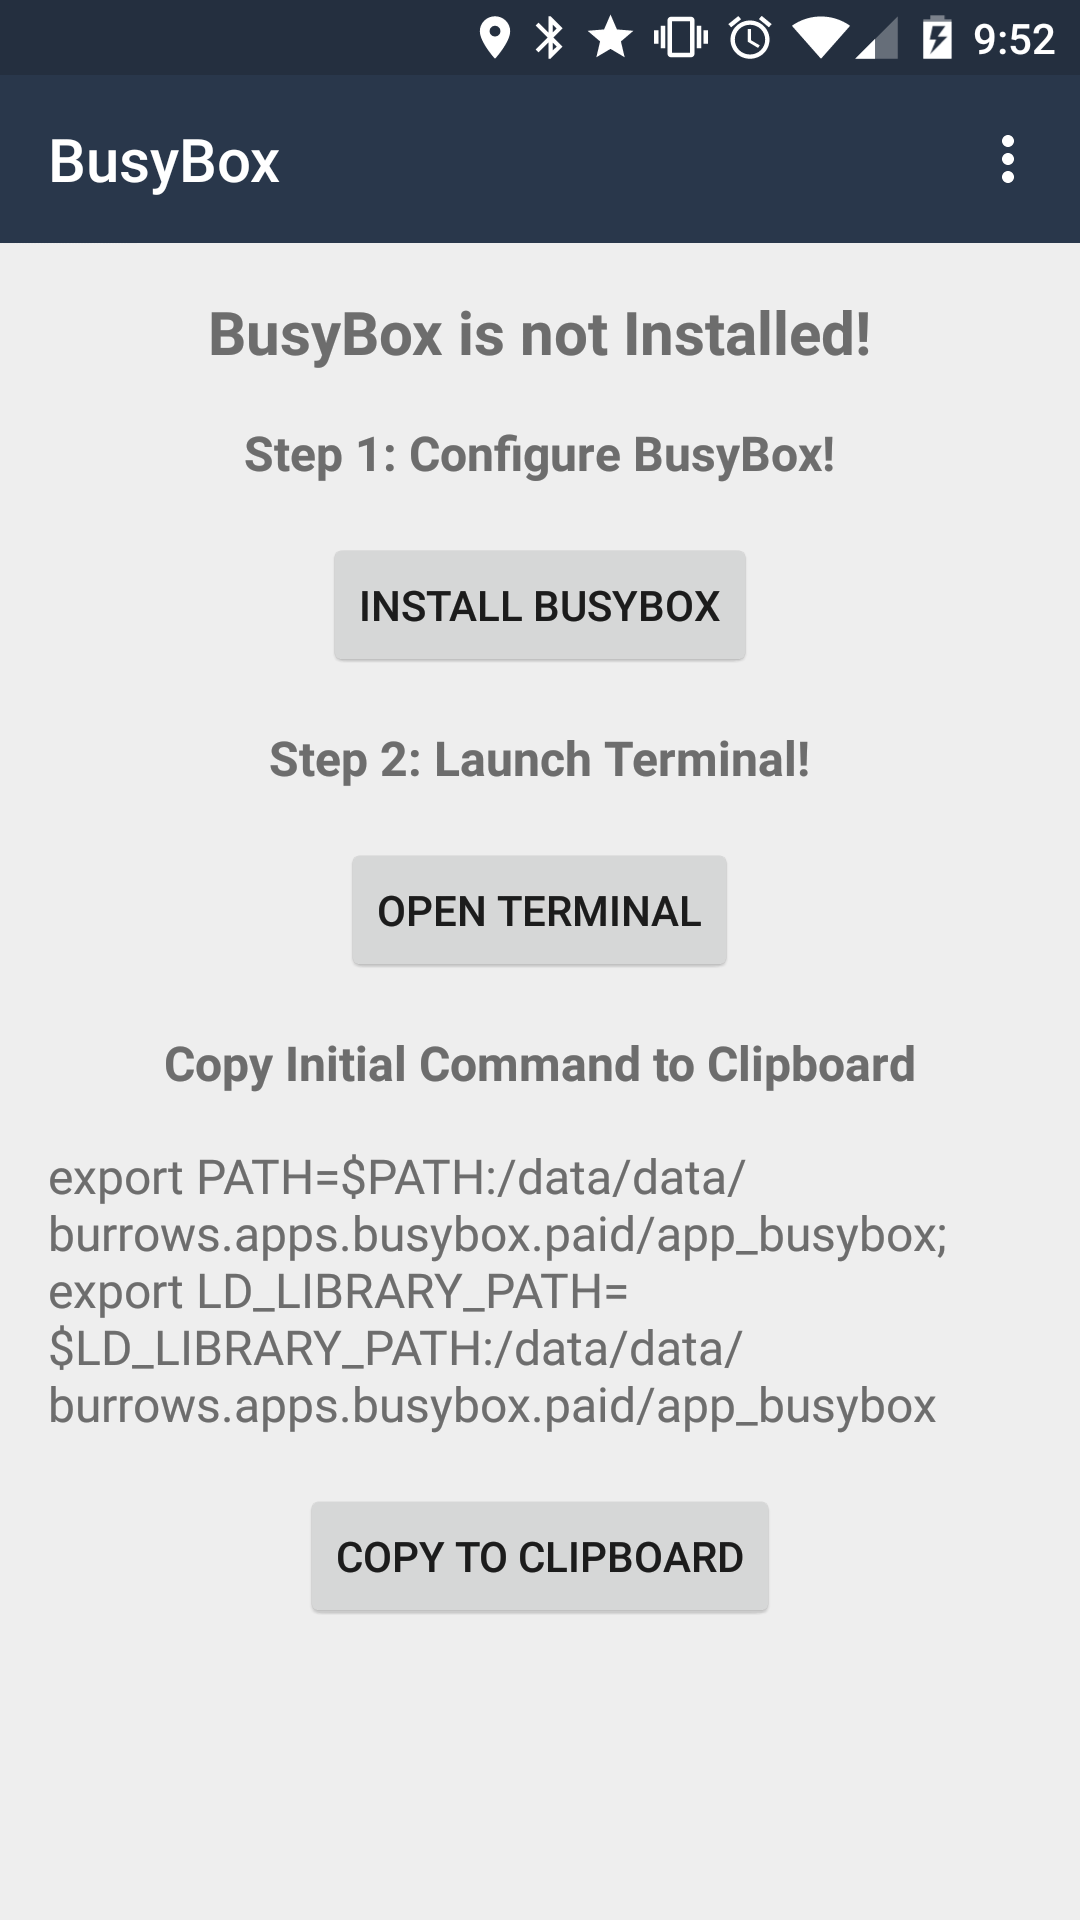 9:52
BusyBox
BusyBox is not Installed!
Step 1: Configure BusyBox!
INSTALL BUSYBOX
Step 2: Launch Terminal!
OPEN TERMINAL
Copy Initial Command to Clipboard
export PATH=$PATH:/data/data/
burrows.apps.busybox.paid/app_busybox;
export LD_LIBRARY_PATH=
$LD_LIBRARY_PATH:/data/data/
burrows.apps.busybox.paid/app_busybox
COPY TO CLIPBOARD